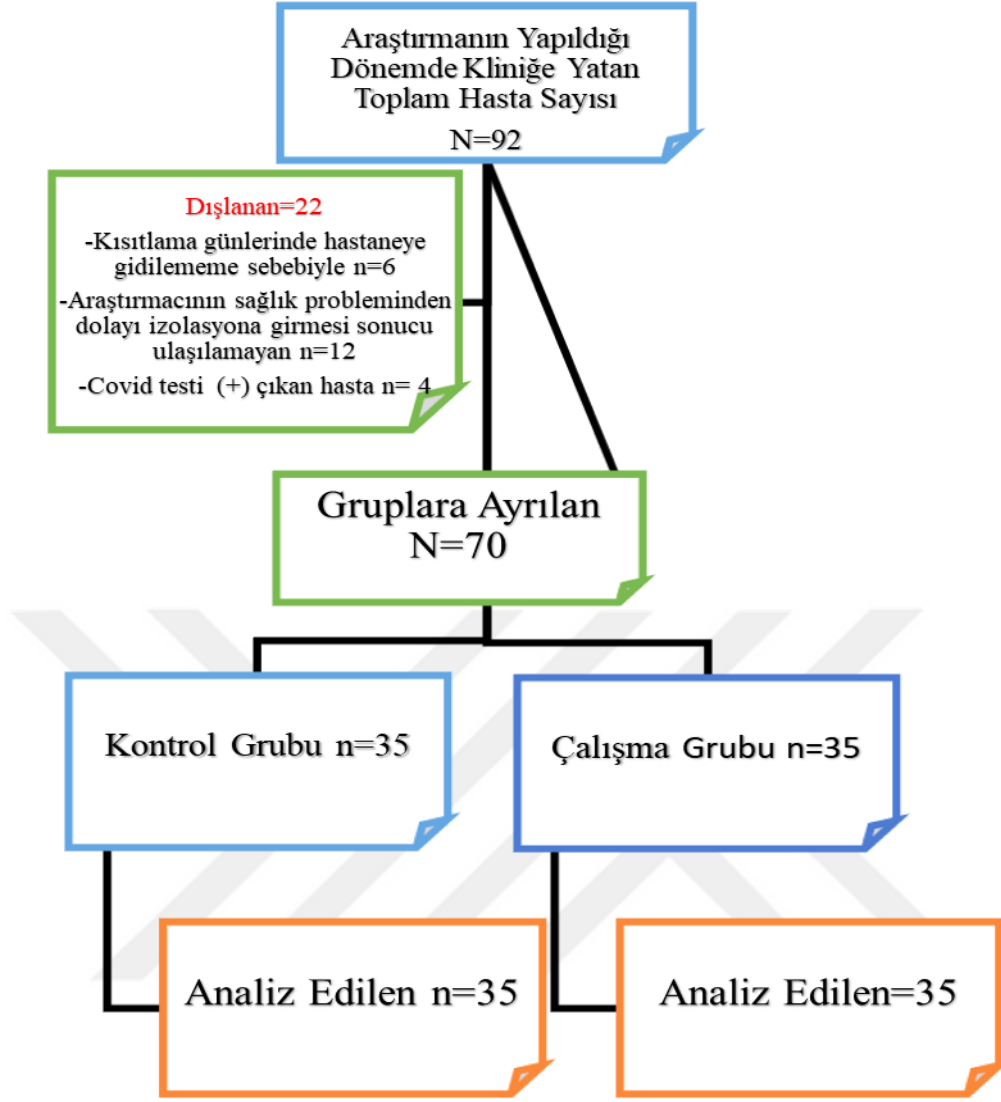 Araştırmanın Yapıldığı
Dönemde Kliniğe Yatan
Toplam Hasta Sayısı
N=92
Dışlanan=22
-Kısıtlama günlerinde hastaneye
gidilememe sebebiyle n=6
-Araştırmacının sağlık probleminden
dolayı izolasyona girmesi sonucu
ulaşılamayan n=12
-Covid testi (+) çıkan hasta n= 4
Gruplara Ayrılan
N=70
Kontrol Grubu n=35
Çalışma Grubu n=35
Analiz Edilen n=35
Analiz Edilen=35